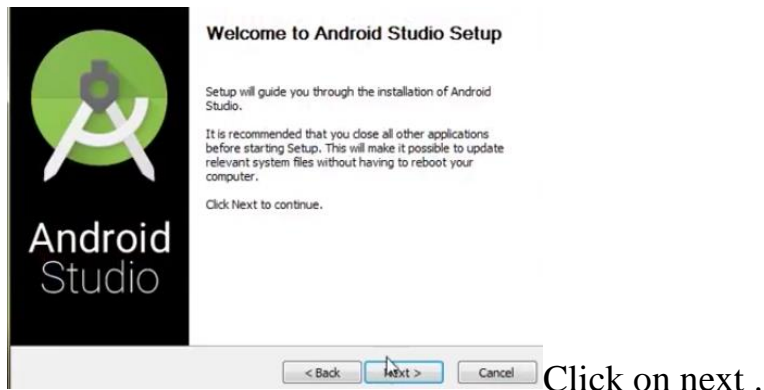 Welcome to Android Studio Setup
Setup will guide you through the installation of Android
Studio.
It is recommended that you close all other applications
before starting Setup. This will make it possible to update
relevant system files without having to reboot your
computer.
Click Next to continue.
Android
Studio
< Back Next > Cancel
Click on next .